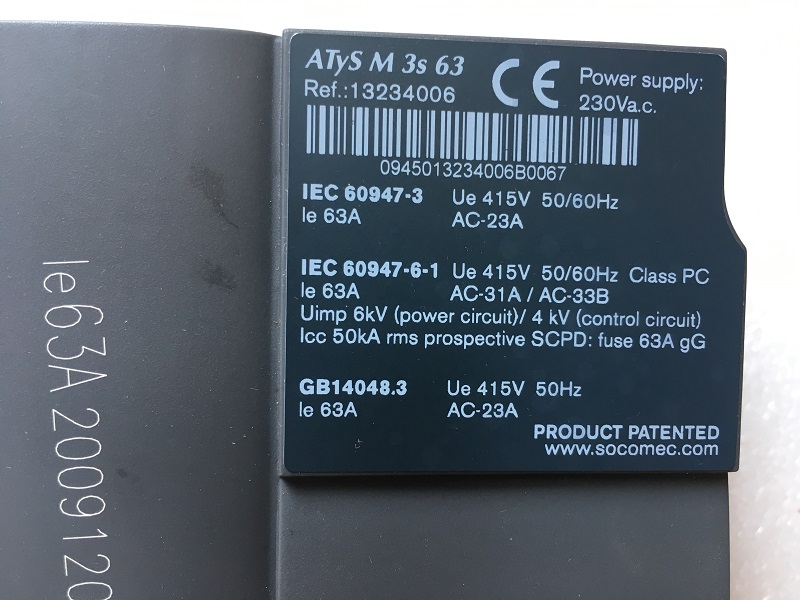 ATyS M 3s 63
Ref.:13234006
CE
Power supply:
230Va.c.
0945013234006B0067
IEC 60947-3 Ue 415V 50/60Hz
Ie 63A AC-23A
IEC 60947-6-1 Ue 415V 50/60Hz Class PC
Ie 63A AC-31A / AC-33B
Uimp 6kV (power circuit)/ 4 kV (control circuit)
Icc 50kA rms prospective SCPD: fuse 63A gG
GB14048.3 Ue 415V 50Hz
Ie 63A AC-23A
PRODUCT PATENTED
www.socomec.com
Ie63A 2009120